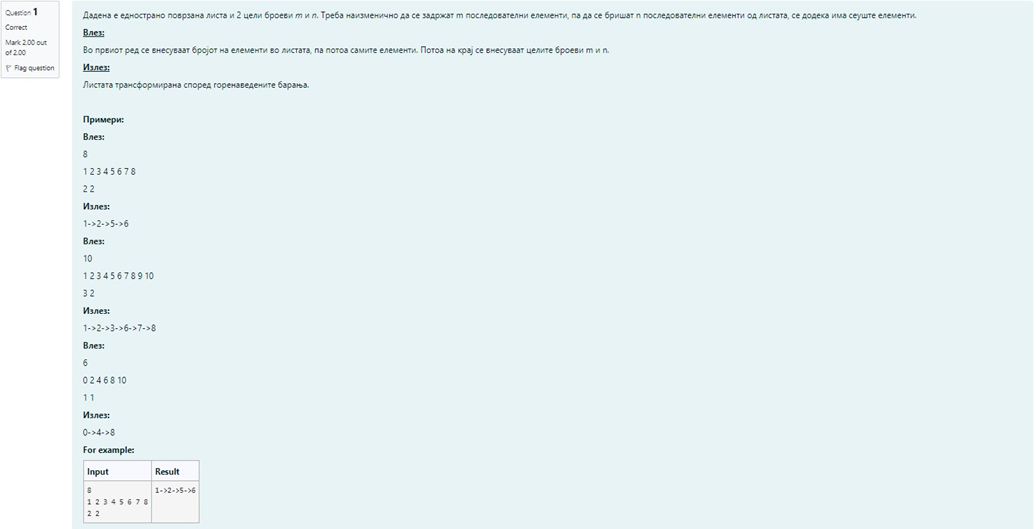 Question 1
Correct
Mark 2.00 out
of 2.00
Flag question
Дадена е еднострано поврзана листа и 2 цели броеви m и n. Треба наизменично да се задржат m последователни елементи, па да се бришат n последователни елементи од листата, се додека има сеуште елементи.
Влез:
Во првиот ред се внесуваат бројот на елементи во листата, па потоа самите елементи. Потоа на крај се внесуваат целите броеви m и n.
Излез:
Листата трансформирана според горенаведените барања.
Примери:
Влез:
8
1 2 3 4 5 6 7 8
2 2
Излез:
1->2->5->6
Влез:
10
1 2 3 4 5 6 7 8 9 10
3 2
Излез:
1->2->3->6->7->8
Влез:
6
0 2 4 6 8 10
1 1
Излез:
0->4->8
For example:
Input Result
8 1->2->5->6
1 2 3 4 5 6 7 8
2 2